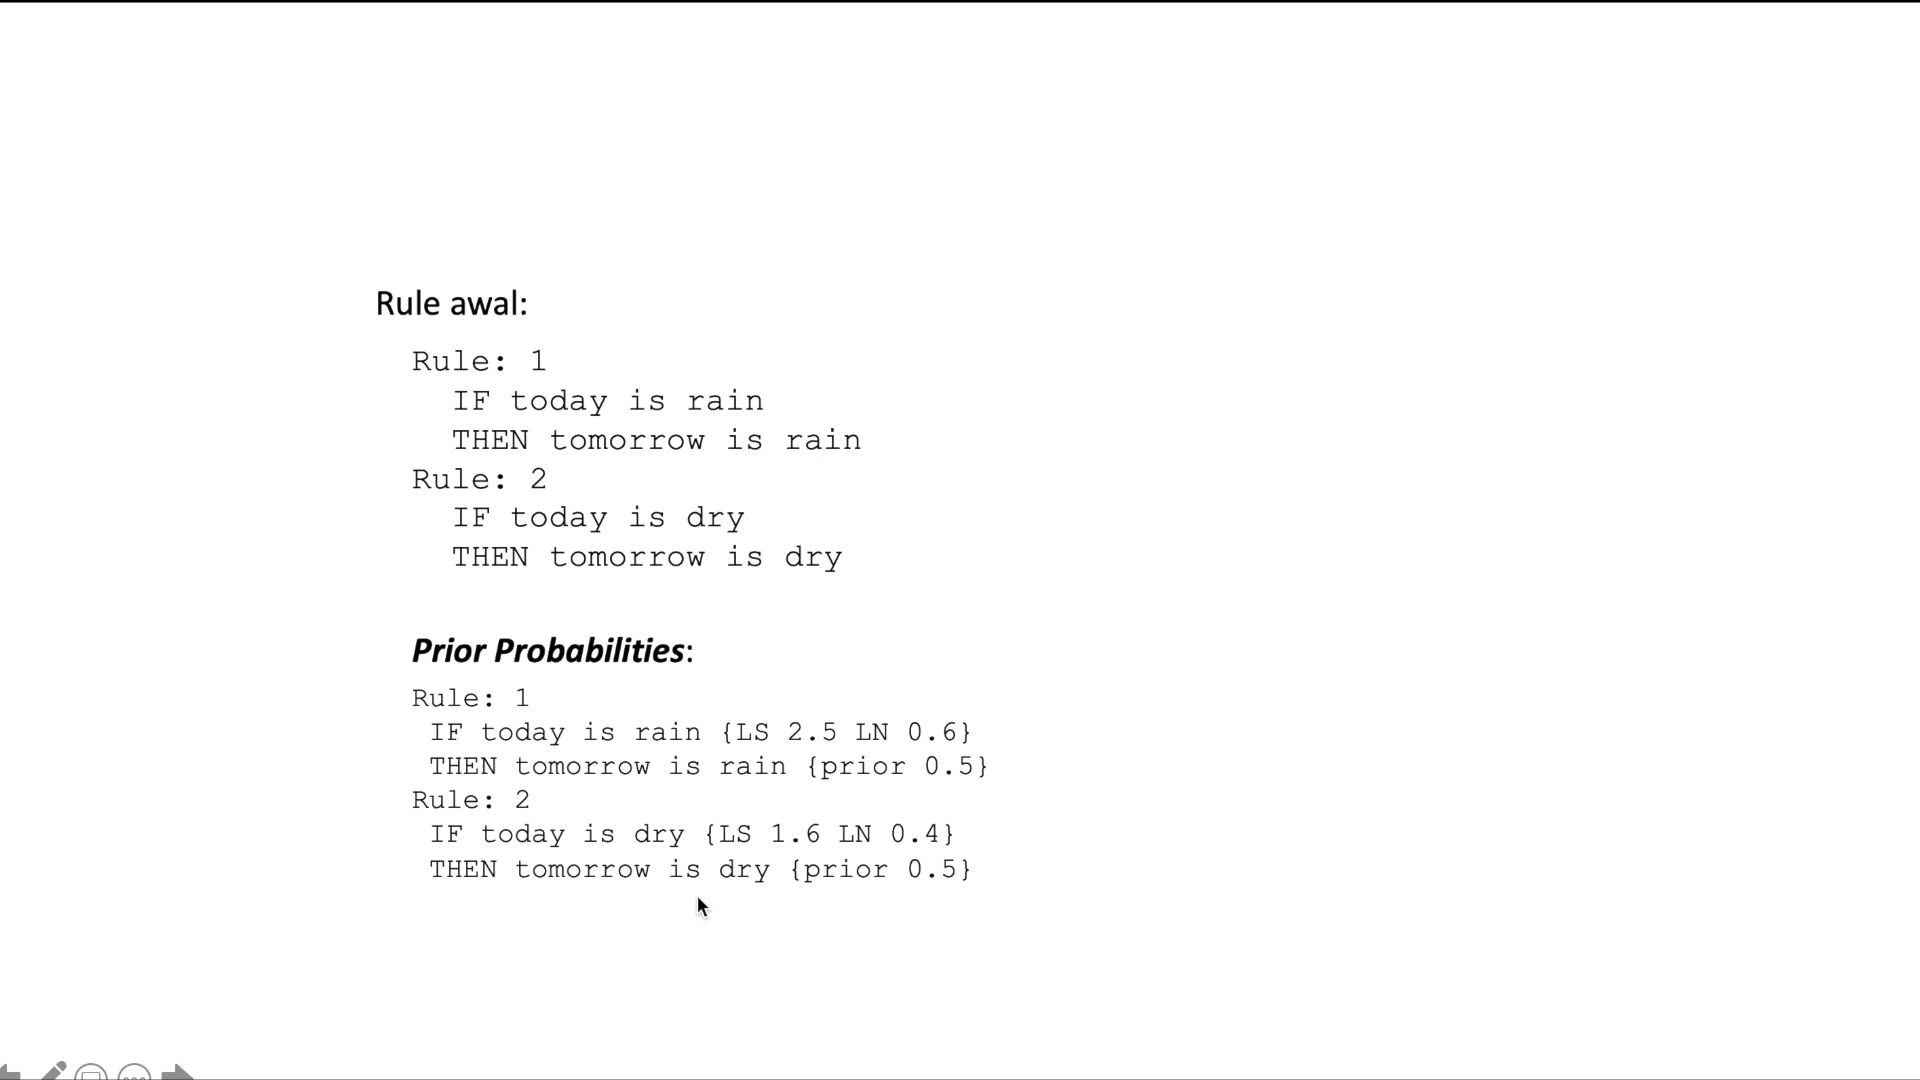 Rule awal:
Rule: 1
IF today is rain
THEN tomorrow is rain
Rule: 2
IF today is dry
THEN tomorrow is dry
Prior Probabilities:
Rule: 1
IF today is rain {LS 2.5 LN 0.6}
THEN tomorrow is rain {prior 0.5}
Rule: 2
IF today is dry {LS 1.6 LN 0.4}
THEN tomorrow is dry {prior 0.5}